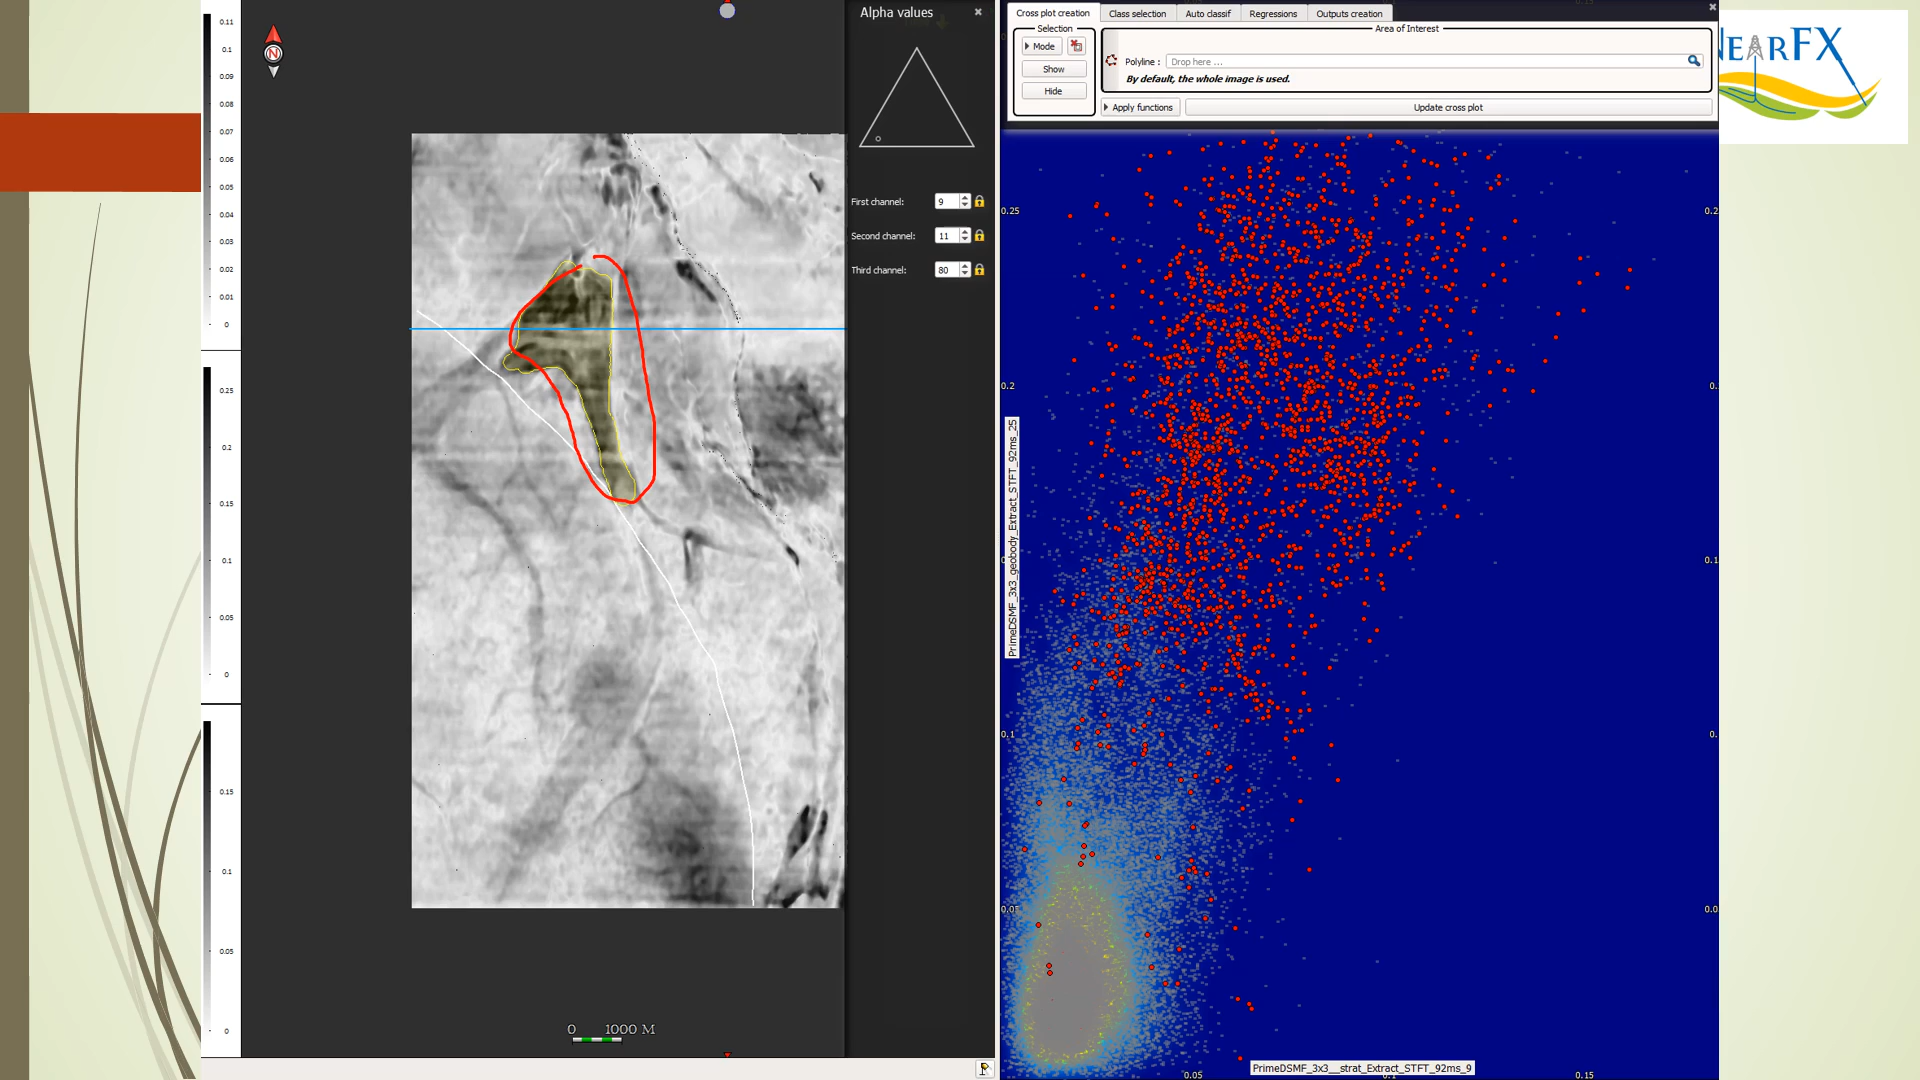 0.11
0.1
0.09
0.08
0.07
0.06
0.05
0.04
0.03
0.02
0.01
0
0.25
0.2
0.15
0.1
0.05
0
0.15
0.1
0.05
0
N
0 1000 M
Alpha values
First channel: 9
Second channel: 11
Third channel: 80
Cross plot creation Class selection Auto classif Regressions Outputs creation
Selection
Mode
Show
Hide
Area of Interest
Polyline : Drop here ...
By default, the whole image is used.
Apply functions Update cross plot
0.25
0.2
0.1
0.05
PrimeDSMF_3x3_geobody_Extract_STFT_92ms_25
0.05 0.1 0.15
PrimeDSMF_3x3__strat_Extract_STFT_92ms_9
NEARFX